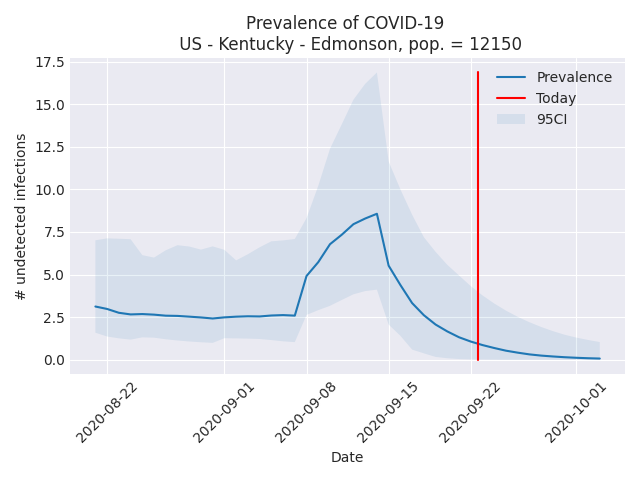 Prevalence of COVID-19
US - Kentucky - Edmonson, pop. = 12150
17.5
15.0
12.5
10.0
7.5
5.0
2.5
0.0
# undetected infections
Prevalence
Today
95CI
2020-08-22
2020-09-01
2020-09-08
2020-09-15
2020-09-22
2020-10-01
Date